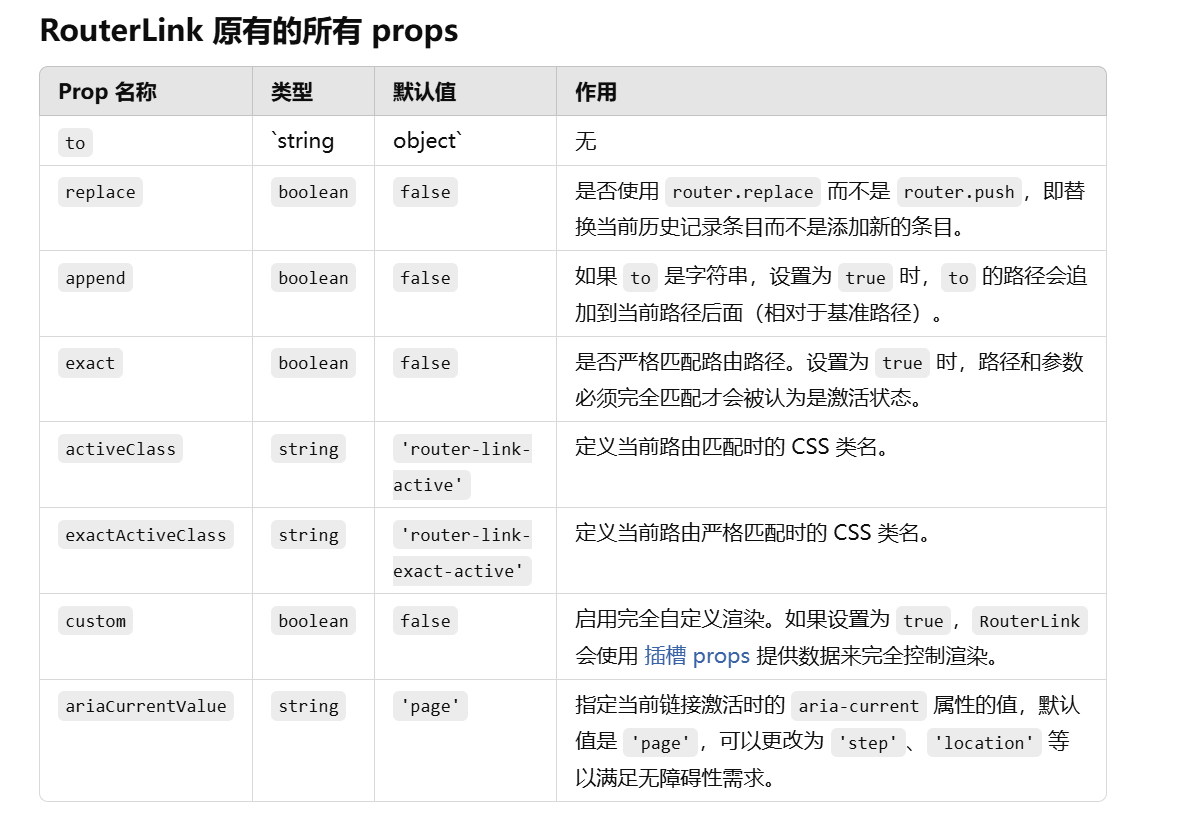 RouterLink 原有的所有 props
Prop 名称 类型 默认值 作用
to `string object` 无
replace boolean false 是否使用 router.replace 而不是 router.push，即替
换当前历史记录条目而不是添加新的条目。
append boolean false 如果 to 是字符串，设置为 true 时，to 的路径会追
加到当前路径后面（相对于基准路径）。
exact boolean false 是否严格匹配路由路径。设置为 true 时，路径和参数
必须完全匹配才会被认为是激活状态。
activeClass string 'router-link- 定义当前路由匹配时的 CSS 类名。
active'
exactActiveClass string 'router-link- 定义当前路由严格匹配时的 CSS 类名。
exact-active'
custom boolean false 启用完全自定义渲染。如果设置为 true，RouterLink
会使用 插槽 props 提供数据来完全控制渲染。
ariaCurrentValue string 'page' 指定当前链接激活时的 aria-current 属性的值，默认
值是 'page'，可以更改为 'step'、'location' 等
以满足无障碍性需求。